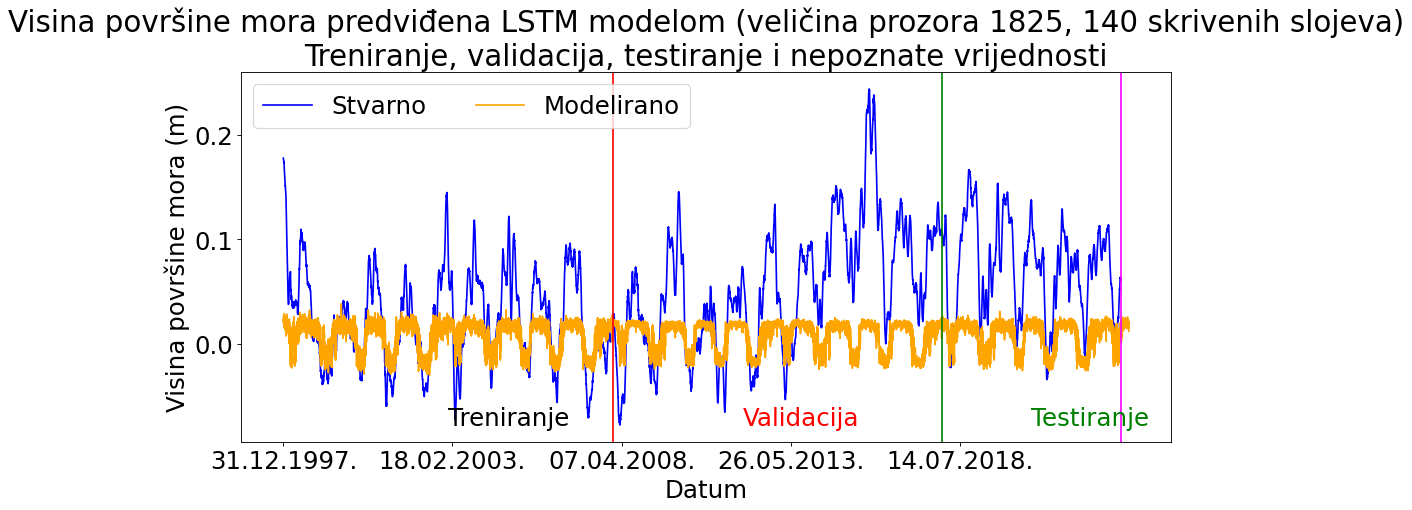 Visina površine mora predviđena LSTM modelom (veličina prozora 1825, 140 skrivenih slojeva)
Treniranje, validacija, testiranje i nepoznate vrijednosti
Stvarno Modelirano
Visina površine mora (m)
0.2
0.1
0.0
Treniranje Validacija Testiranje
31.12.1997. 18.02.2003. 07.04.2008. 26.05.2013. 14.07.2018.
Datum